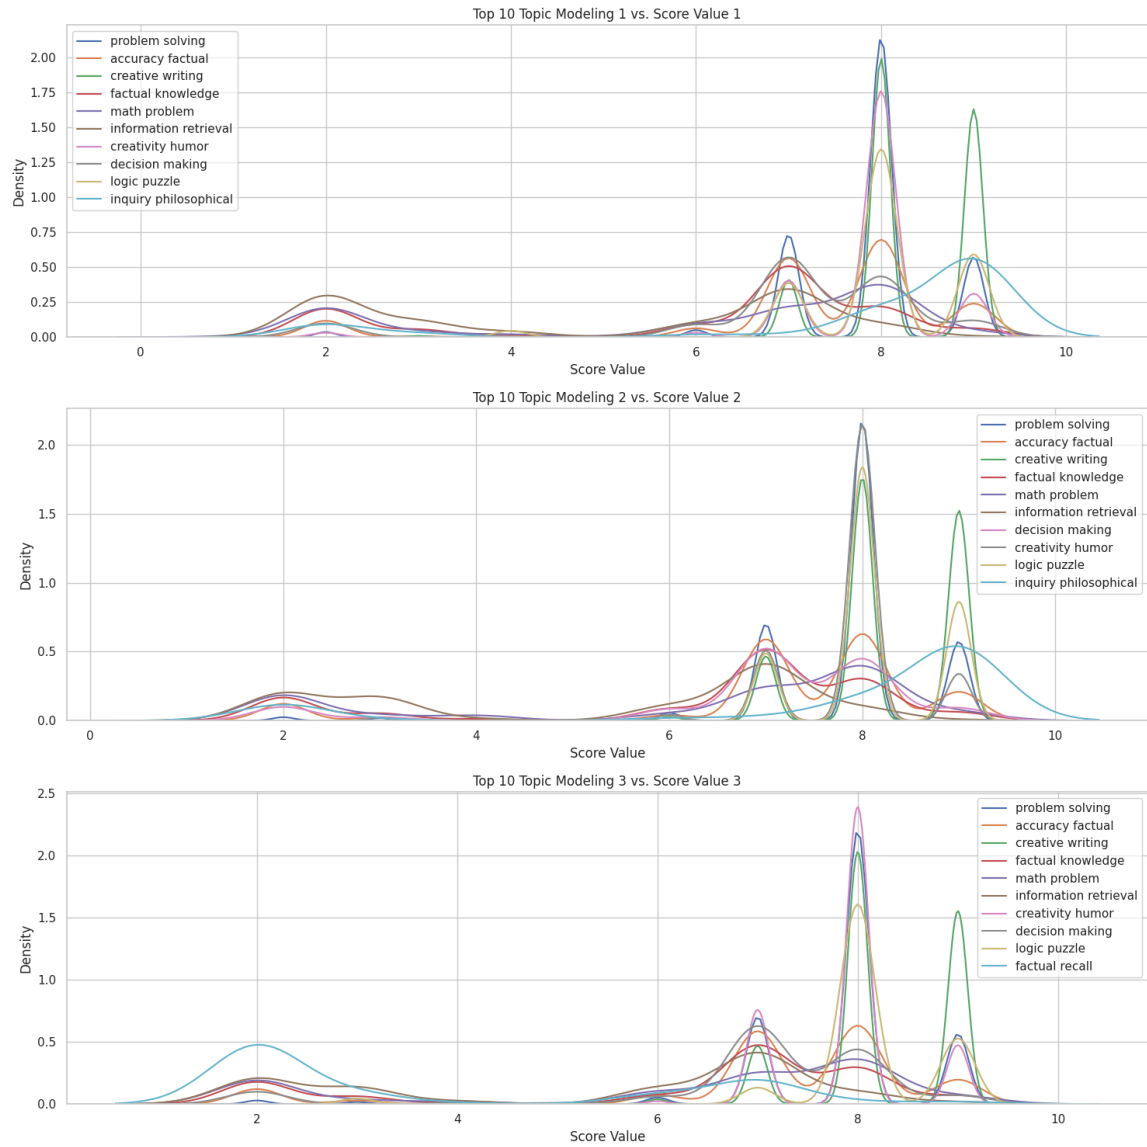 Top 10 Topic Modeling 1 vs. Score Value 1
problem solving
accuracy factual
creative writing
factual knowledge
math problem
information retrieval
creativity humor
decision making
logic puzzle
inquiry philosophical
2.00
1.75
1.50
1.25
1.00
0.75
0.50
0.25
0.00
Density
0 2 4 6 8 10
Score Value
Top 10 Topic Modeling 2 vs. Score Value 2
problem solving
accuracy factual
creative writing
factual knowledge
math problem
information retrieval
decision making
creativity humor
logic puzzle
inquiry philosophical
2.0
1.5
1.0
0.5
0.0
Density
0 2 4 6 8 10
Score Value
Top 10 Topic Modeling 3 vs. Score Value 3
problem solving
accuracy factual
creative writing
factual knowledge
math problem
information retrieval
creativity humor
decision making
logic puzzle
factual recall
2.5
2.0
1.5
1.0
0.5
0.0
Density
2 4 6 8 10
Score Value